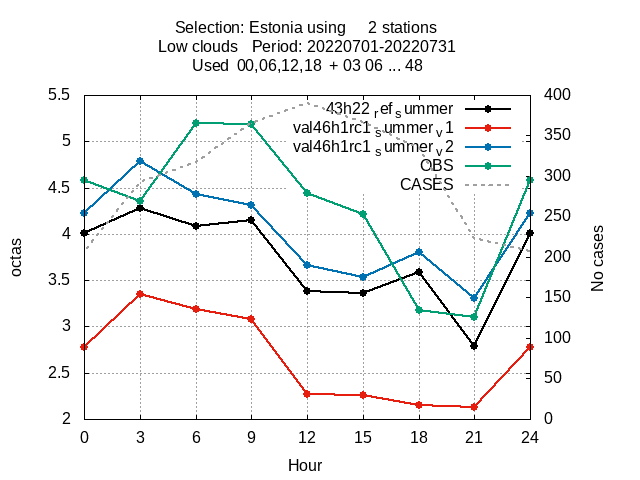 Selection: Estonia using 2 stations
Low clouds Period: 20220701-20220731
Used 00,06,12,18 + 03 06 ... 48
5.5
5
4.5
4
3.5
3
2.5
2
octas
400
350
300
250
200
150
100
50
0
No cases
43h22_ref_summer
val46h1rc1_summer_v1
val46h1rc1_summer_v2
OBS
CASES
0 3 6 9 12 15 18 21 24
Hour